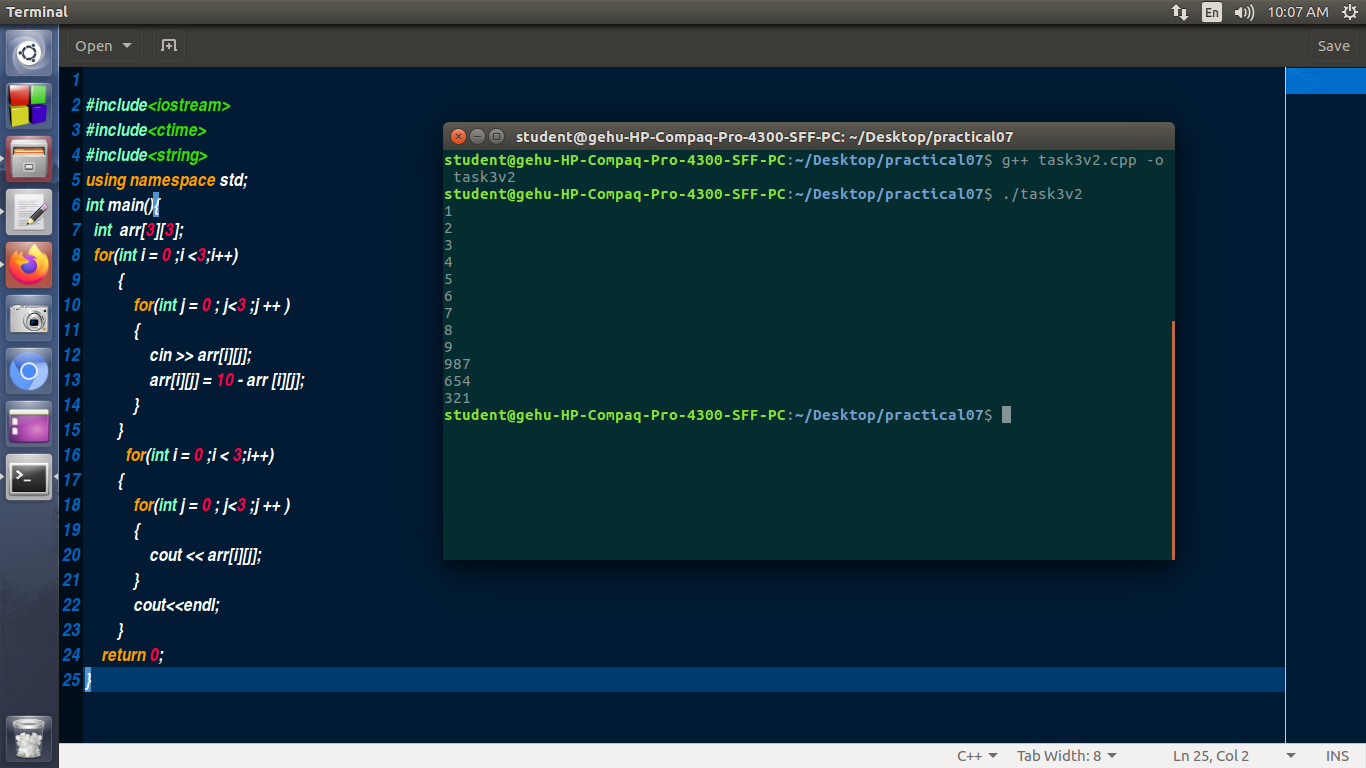 Terminal
En 10:07 AM
Open Save
1
2 #include<iostream>
3 #include<ctime>
4 #include<string>
5 using namespace std;
6 int main(){
7 int  arr[3][3];
8 for(int i = 0 ;i <3;i++)
9 {
10 for(int j = 0 ; j<3 ;j ++ )
11 {
12 cin >> arr[i][j];
13 arr[i][j] = 10 - arr [i][j];
14 }
15 }
16 for(int i = 0 ;i < 3;i++)
17 {
18 for(int j = 0 ; j<3 ;j ++ )
19 {
20 cout << arr[i][j];
21 }
22 cout<<endl;
23 }
24 return 0;
25 }
student@gehu-HP-Compaq-Pro-4300-SFF-PC: ~/Desktop/practical07
student@gehu-HP-Compaq-Pro-4300-SFF-PC:~/Desktop/practical07$ g++ task3v2.cpp -o
task3v2
student@gehu-HP-Compaq-Pro-4300-SFF-PC:~/Desktop/practical07$ ./task3v2
1
2
3
4
5
6
7
8
9
987
654
321
student@gehu-HP-Compaq-Pro-4300-SFF-PC:~/Desktop/practical07$
C++ Tab Width: 8 Ln 25, Col 2 INS